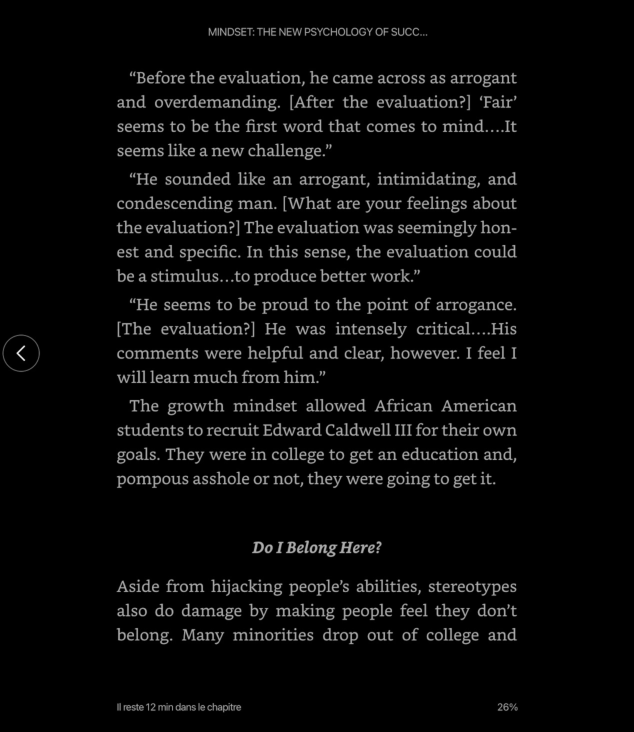 MINDSET: THE NEW PSYCHOLOGY OF SUCC...
“Before the evaluation, he came across as arrogant
and overdemanding. [After the evaluation?] ‘Fair’
seems to be the first word that comes to mind....It
seems like a new challenge.”
“He sounded like an arrogant, intimidating, and
condescending man. [What are your feelings about
the evaluation?] The evaluation was seemingly hon-
est and specific. In this sense, the evaluation could
be a stimulus...to produce better work.”
“He seems to be proud to the point of arrogance.
[The evaluation?] He was intensely critical....His
comments were helpful and clear, however. I feel I
will learn much from him.”
The growth mindset allowed African American
students to recruit Edward Caldwell III for their own
goals. They were in college to get an education and,
pompous asshole or not, they were going to get it.
Do I Belong Here?
Aside from hijacking people’s abilities, stereotypes
also do damage by making people feel they don’t
belong. Many minorities drop out of college and
Il reste 12 min dans le chapitre
26%